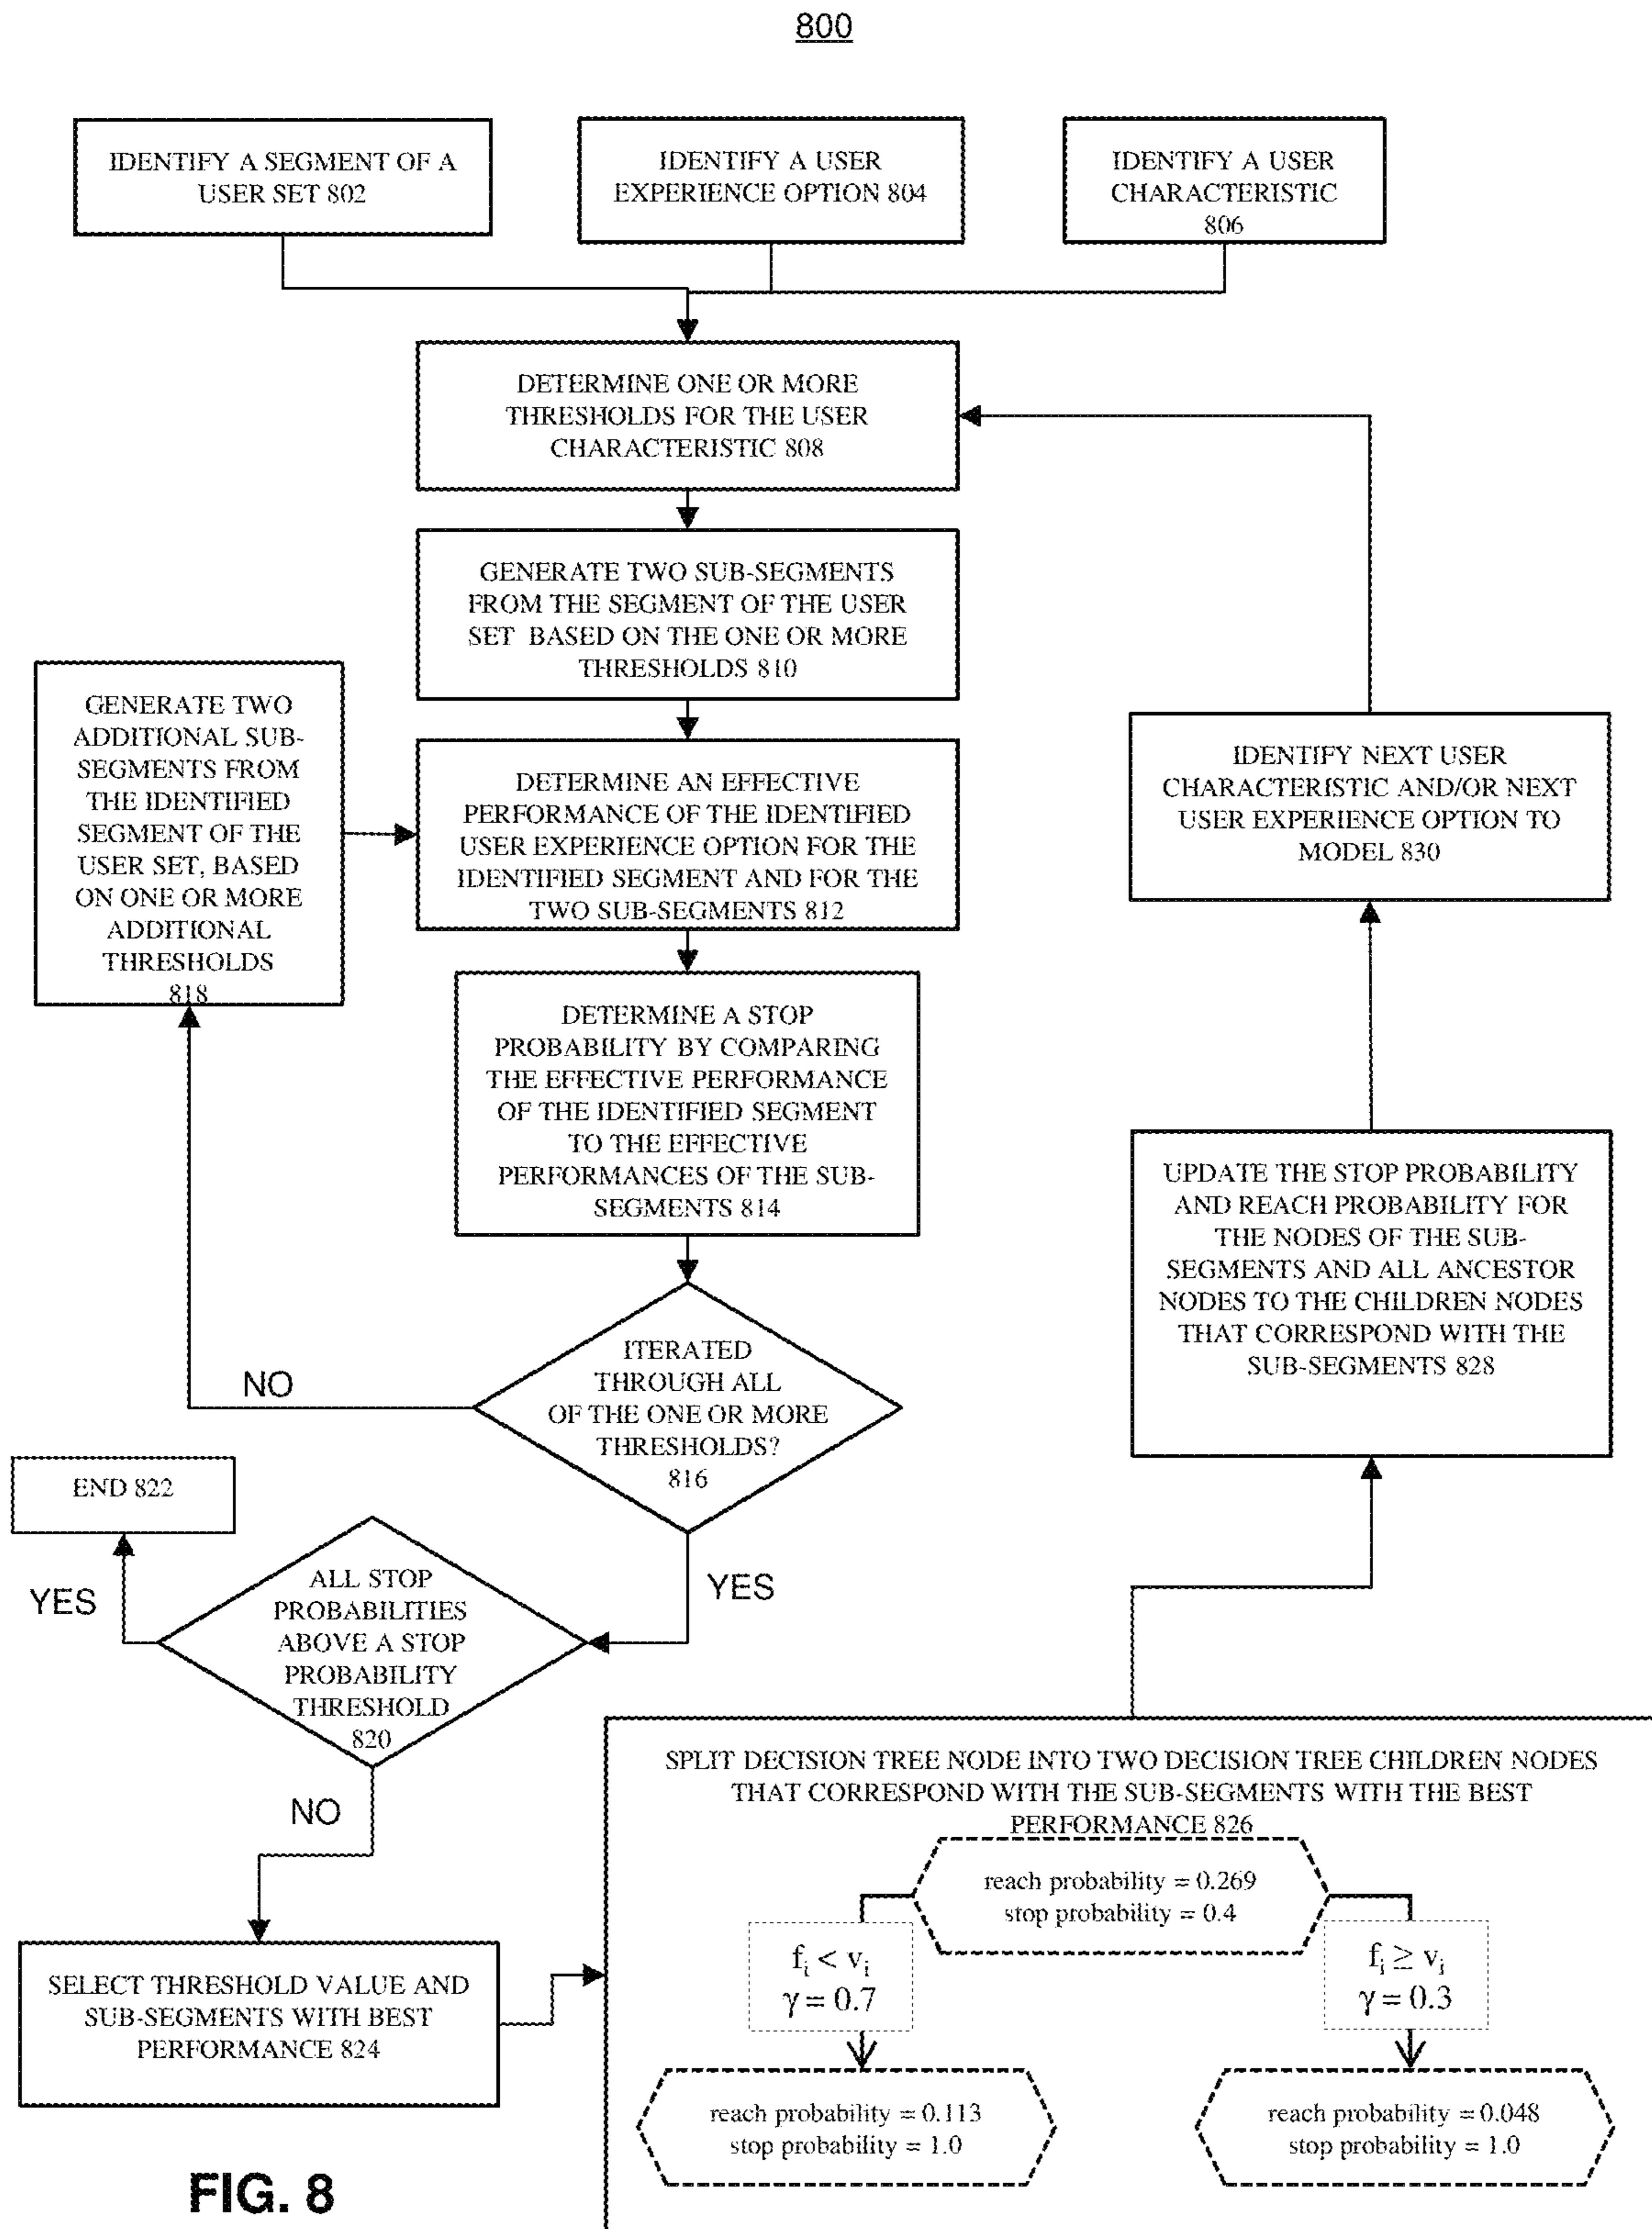 800
IDENTIFY A SEGMENT OF A
USER SET 802
IDENTIFY A USER
EXPERIENCE OPTION 804
IDENTIFY A USER
CHARACTERISTIC
806
DETERMINE ONE OR MORE
THRESHOLDS FOR THE USER
CHARACTERISTIC 808
GENERATE TWO SUB-SEGMENTS
FROM THE SEGMENT OF THE USER
SET BASED ON THE ONE OR MORE
THRESHOLDS 810
GENERATE TWO
ADDITIONAL SUB-
SEGMENTS FROM
THE IDENTIFIED
SEGMENT OF THE
USER SET, BASED
ON ONE OR MORE
ADDITIONAL
THRESHOLDS
818
DETERMINE AN EFFECTIVE
PERFORMANCE OF THE IDENTIFIED
USER EXPERIENCE OPTION FOR THE
IDENTIFIED SEGMENT AND FOR THE
TWO SUB-SEGMENTS 812
IDENTIFY NEXT USER
CHARACTERISTIC AND/OR NEXT
USER EXPERIENCE OPTION TO
MODEL 830
DETERMINE A STOP
PROBABILITY BY COMPARING
THE EFFECTIVE PERFORMANCE
OF THE IDENTIFIED SEGMENT
TO THE EFFECTIVE
PERFORMANCES OF THE SUB-
SEGMENTS 814
UPDATE THE STOP PROBABILITY
AND REACH PROBABILITY FOR
THE NODES OF THE SUB-
SEGMENTS AND ALL ANCESTOR
NODES TO THE CHILDREN NODES
THAT CORRESPOND WITH THE
SUB-SEGMENTS 828
ITERATED
THROUGH ALL
OF THE ONE OR MORE
THRESHOLDS?
816
NO
END 822
YES
YES
ALL STOP
PROBABILITIES
ABOVE A STOP
PROBABILITY
THRESHOLD
820
NO
SELECT THRESHOLD VALUE AND
SUB-SEGMENTS WITH BEST
PERFORMANCE 824
SPLIT DECISION TREE NODE INTO TWO DECISION TREE CHILDREN NODES
THAT CORRESPOND WITH THE SUB-SEGMENTS WITH THE BEST
PERFORMANCE 826
reach probability = 0.269
stop probability = 0.4
fᵢ < vᵢ
γ = 0.7
fᵢ ≥ vᵢ
γ = 0.3
reach probability = 0.113
stop probability = 1.0
reach probability = 0.048
stop probability = 1.0
FIG. 8